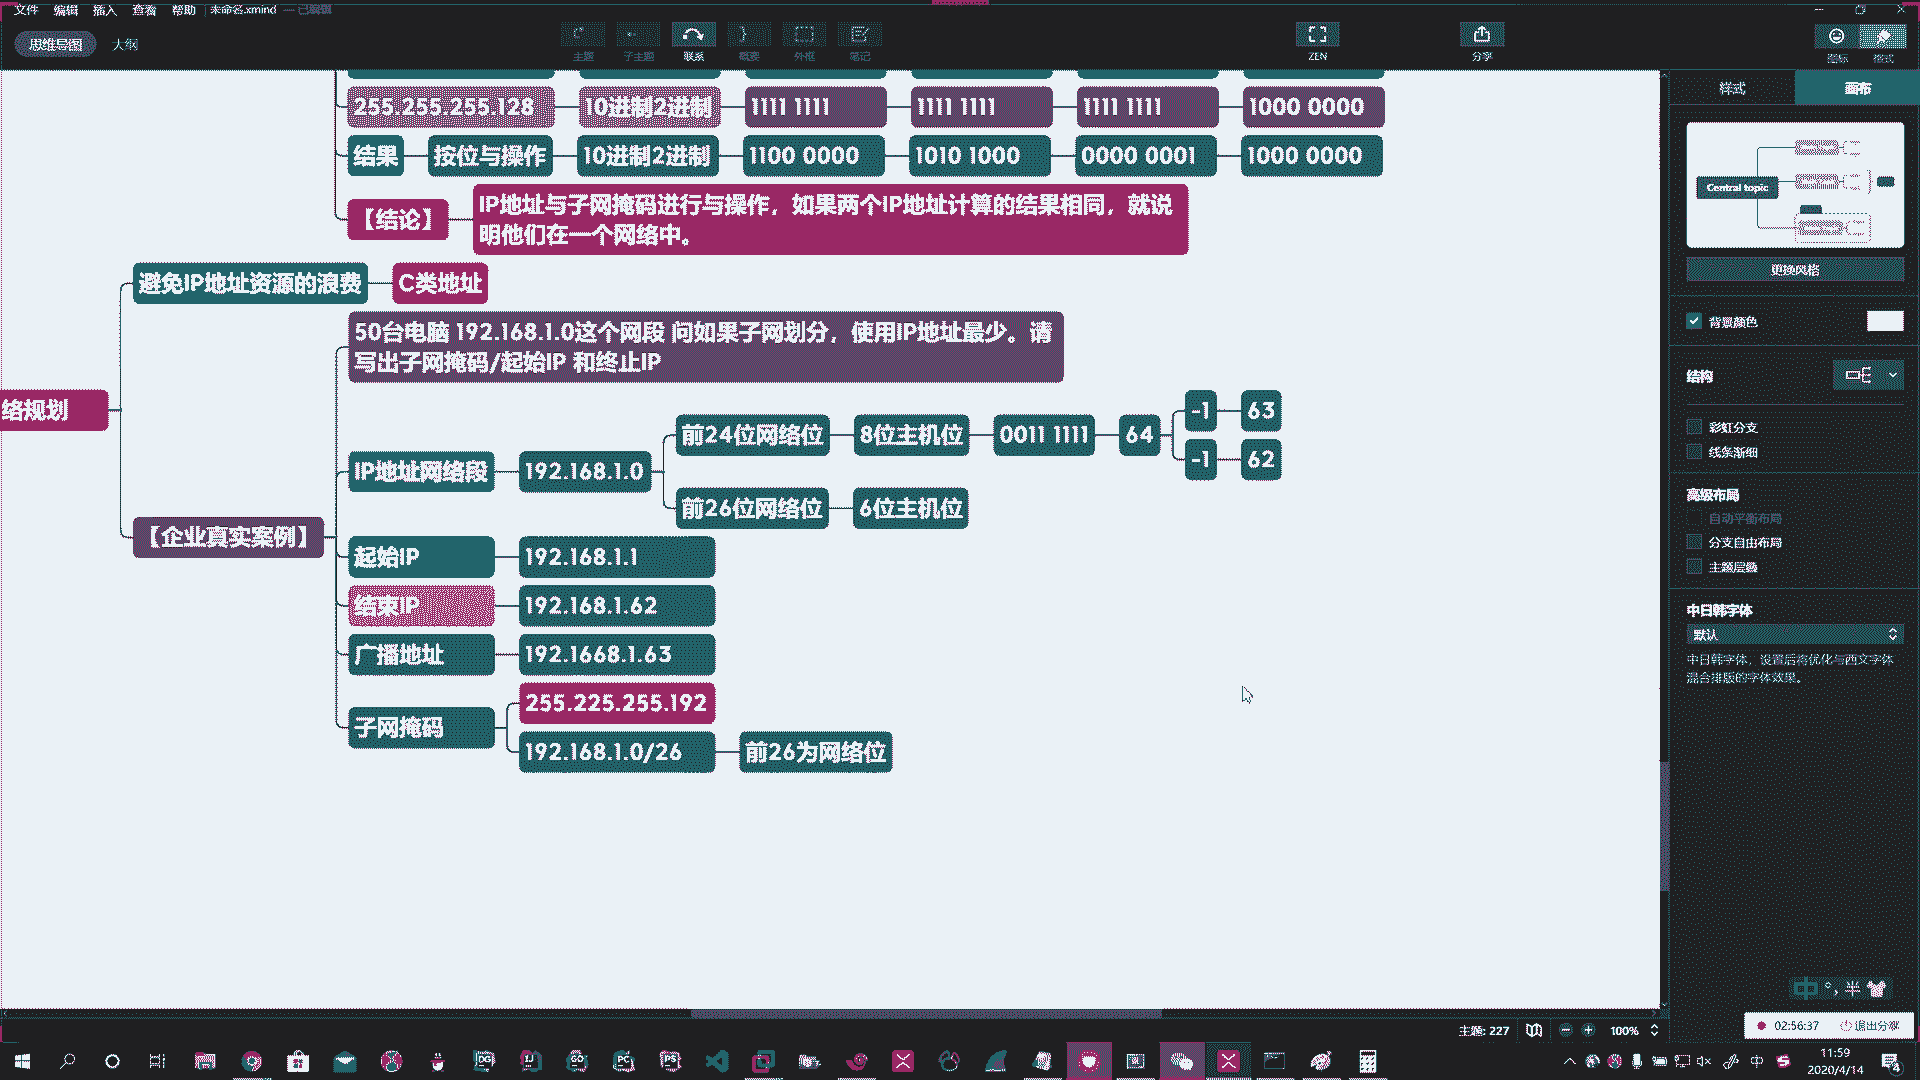 文件 编辑 插入 查看 帮助 未命名.xmind — 已编辑
思维导图 大纲
主题 子主题 联系 概要 外框 笔记 ZEN 分享 图标 格式
255.255.255.128 10进制2进制 1111 1111 1111 1111 1111 1111 1000 0000
结果 按位与操作 10进制2进制 1100 0000 1010 1000 0000 0001 1000 0000
【结论】
IP地址与子网掩码进行与操作，如果两个IP地址计算的结果相同，就说
明他们在一个网络中。
避免IP地址资源的浪费 C类地址
50台电脑 192.168.1.0这个网段 问如果子网划分，使用IP地址最少。请
写出子网掩码/起始IP 和终止IP
络规划
-1 63
前24位网络位 8位主机位 0011 1111 64
-1 62
IP地址网络段 192.168.1.0
前26位网络位 6位主机位
【企业真实案例】
起始IP 192.168.1.1
结束IP 192.168.1.62
广播地址 192.1668.1.63
255.225.255.192
子网掩码
192.168.1.0/26 前26为网络位
样式 画布
Central topic
更换风格
背景颜色
结构
彩虹分支
线条渐细
高级布局
自动平衡布局
分支自由布局
主题层叠
中日韩字体
默认
中日韩字体，设置后将优化与西文字体
混合排版的字体效果。
中 °, 半
主题: 227 100%
02:56:37 退出分享
DG IJ GO PC PS
中 S
11:59
2020/4/14
4